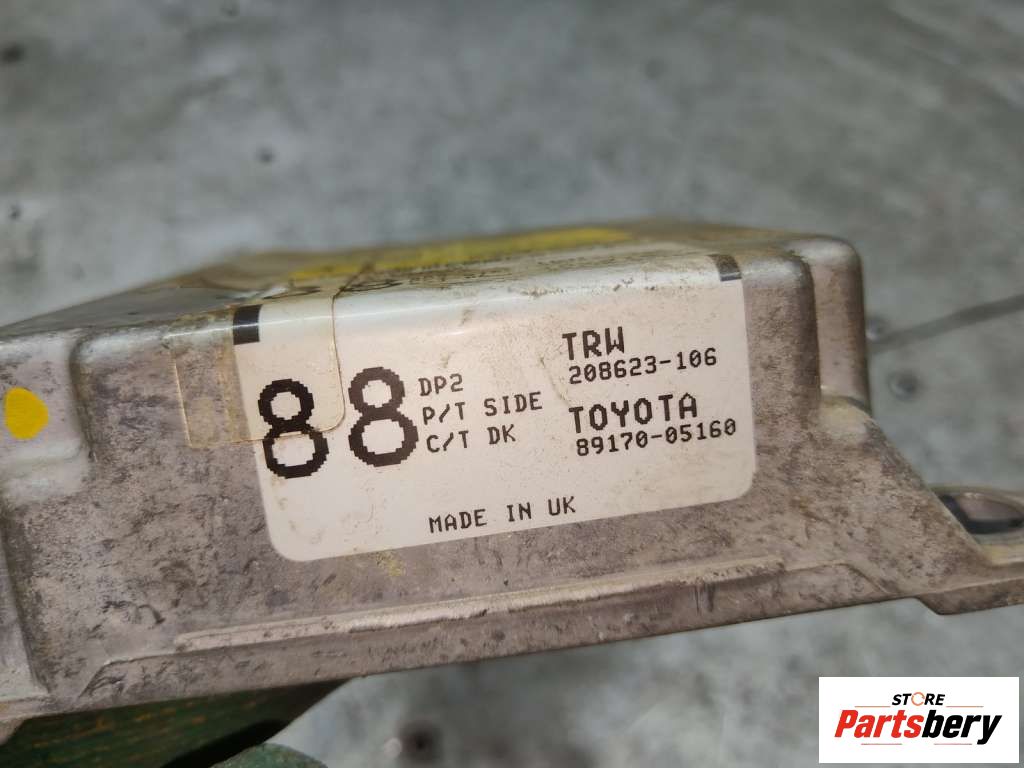 88
DP2
P/T SIDE
C/T DK
TRW
208623-106
TOYOTA
89170-05160
MADE IN UK
STORE
Partsbery